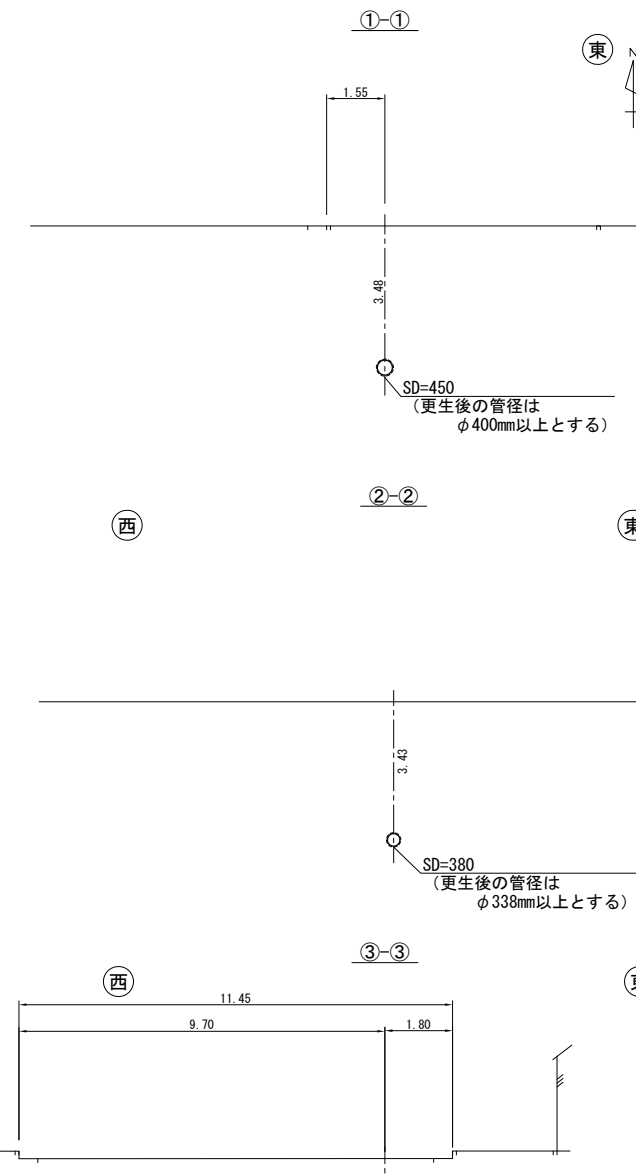 ①-①
東
N
1.55
3.48
SD=450
(更生後の管径は
φ400mm以上とする)
②-②
西
東
3.43
SD=380
(更生後の管径は
φ338mm以上とする)
③-③
西
東
11.45
9.70
1.80